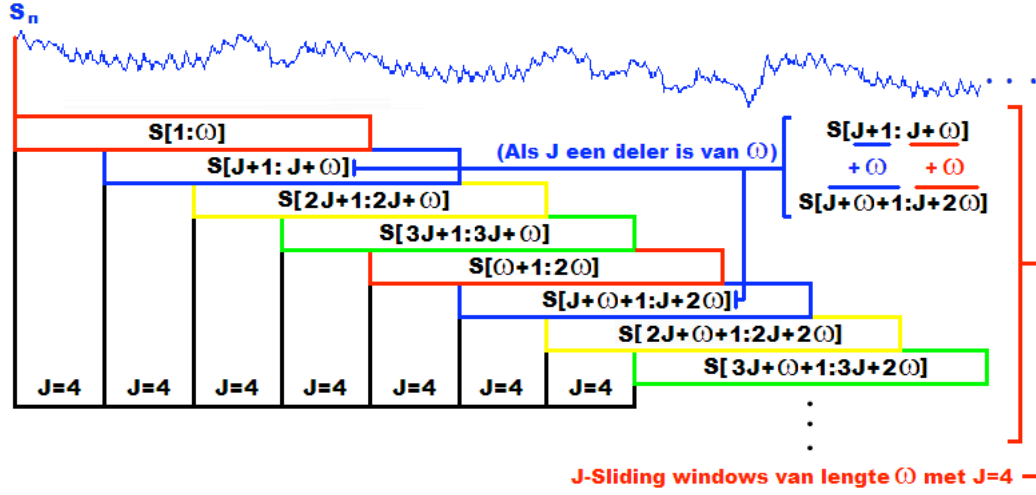 Sₙ
S[1:ω]
S[J+1: J+ω]
(Als J een deler is van ω)
S[J+1: J+ω]
+ ω + ω
S[J+ω+1:J+2ω]
S[2J+1:2J+ω]
S[3J+1:3J+ω]
S[ω+1:2ω]
S[J+ω+1:J+2ω]
S[2J+ω+1:2J+2ω]
S[3J+ω+1:3J+2ω]
J=4 J=4 J=4 J=4 J=4 J=4 J=4
J-Sliding windows van lengte ω met J=4